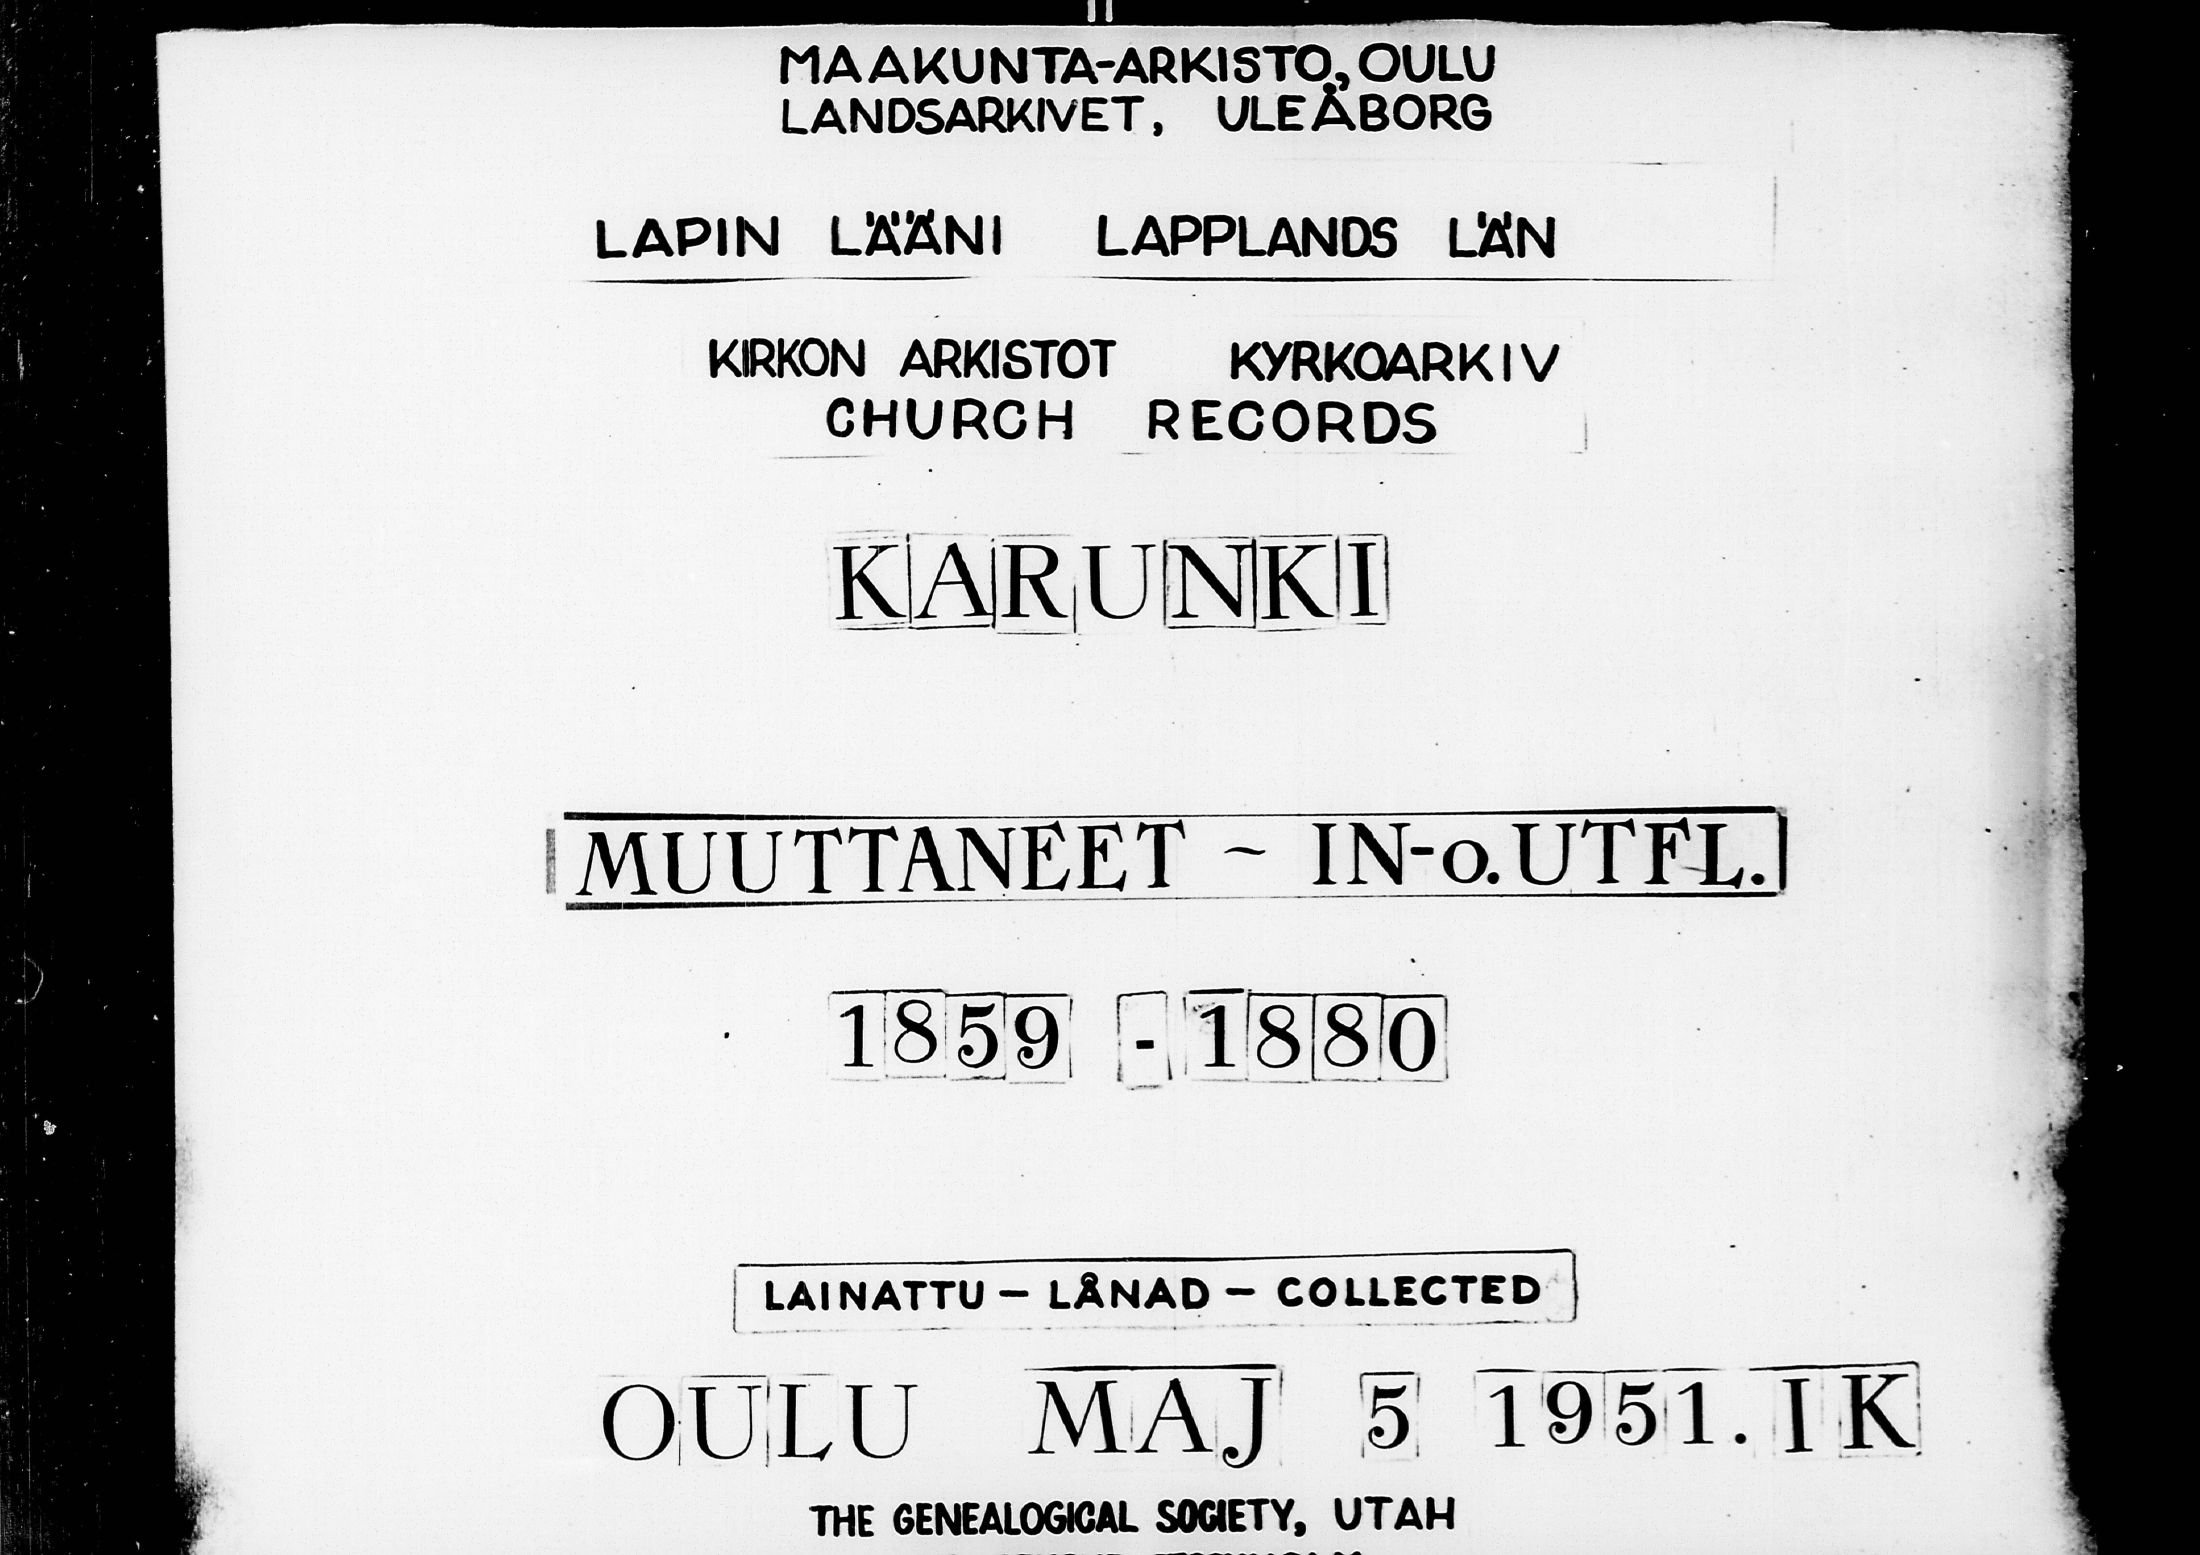 MAAKUNTA-ARKISTO, OULU
LANDSARKIVET, ULEÅBORG
LAPIN LÄÄNI LAPPLANDS LÄN
KIRKON ARKISTOT KYRKOARKIV
CHURCH RECORDS
KARUNKI
MUUTTANEET ~ IN-o. UTFL.
1859 - 1880
LAINATTU — LÅNAD — COLLECTED
OULU MAJ 5 1951. IK
THE GENEALOGICAL SOCIETY, UTAH